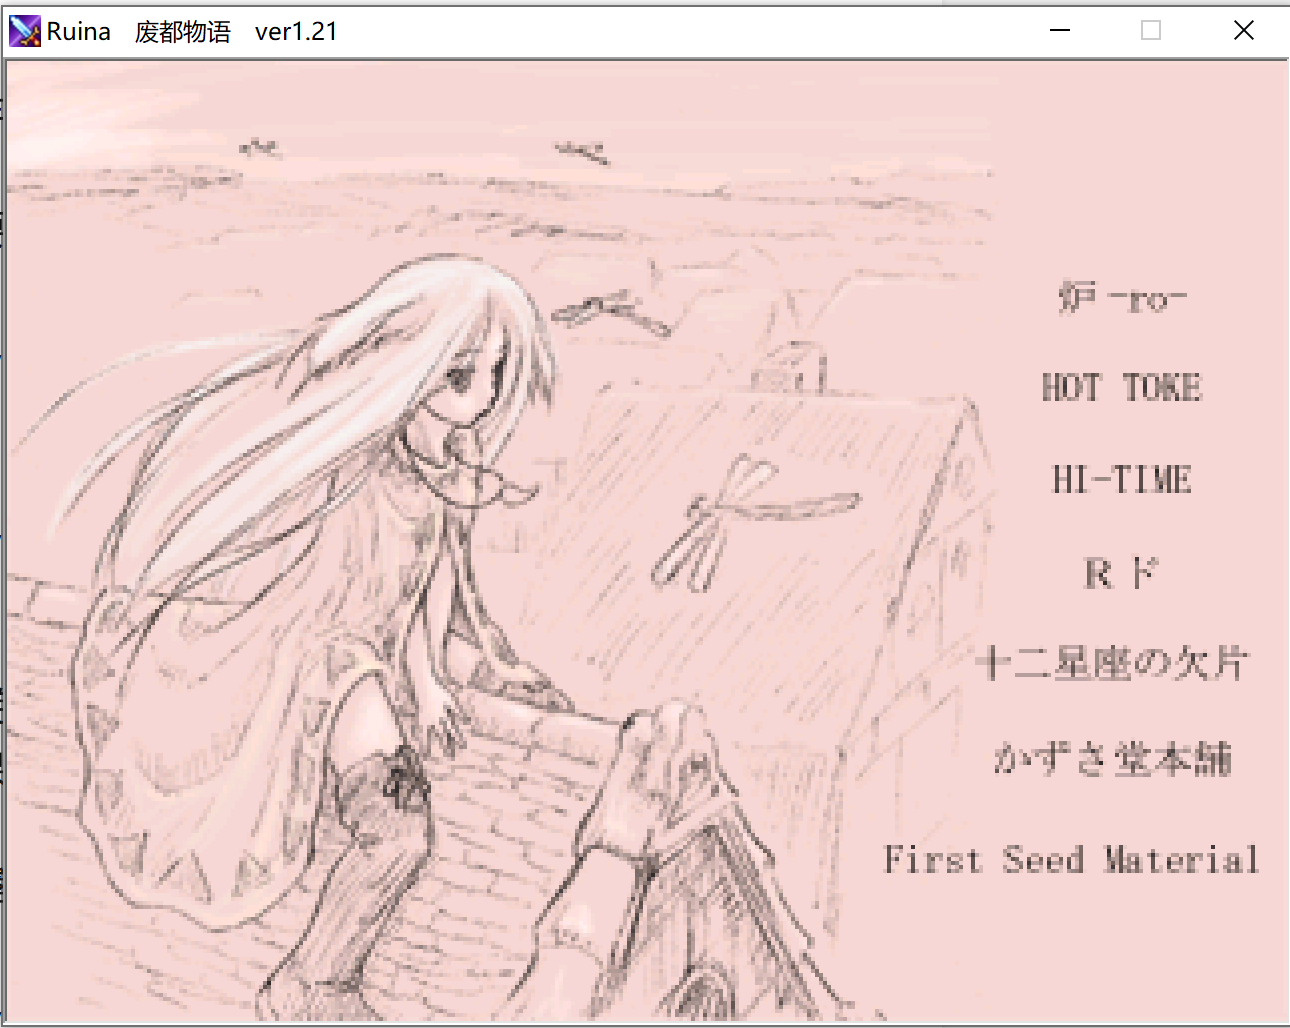 Ruina 废都物语 ver1.21
炉-ro-
HOT TOKE
HI-TIME
R ド
十二星座の欠片
かずさ堂本舗
First Seed Material